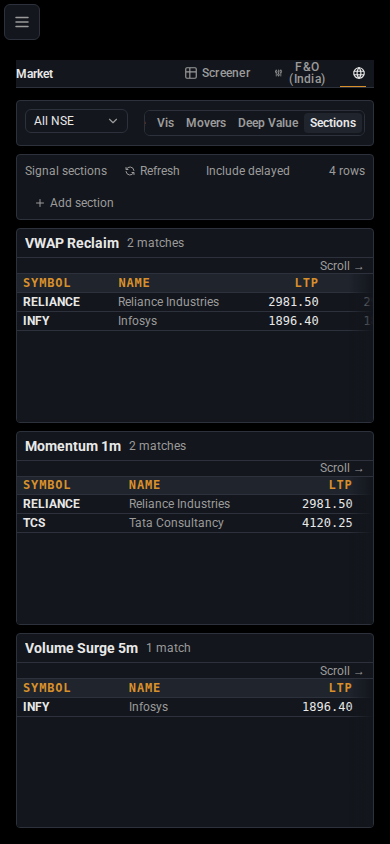 Market Screener F&O (India)
All NSE Vis Movers Deep Value Sections
Signal sections Refresh Include delayed 4 rows
+ Add section
VWAP Reclaim 2 matches
Scroll →
SYMBOL NAME LTP
RELIANCE Reliance Industries 2981.50 2
INFY Infosys 1896.40 1
Momentum 1m 2 matches
Scroll →
SYMBOL NAME LTP
RELIANCE Reliance Industries 2981.50
TCS Tata Consultancy 4120.25
Volume Surge 5m 1 match
Scroll →
SYMBOL NAME LTP
INFY Infosys 1896.40